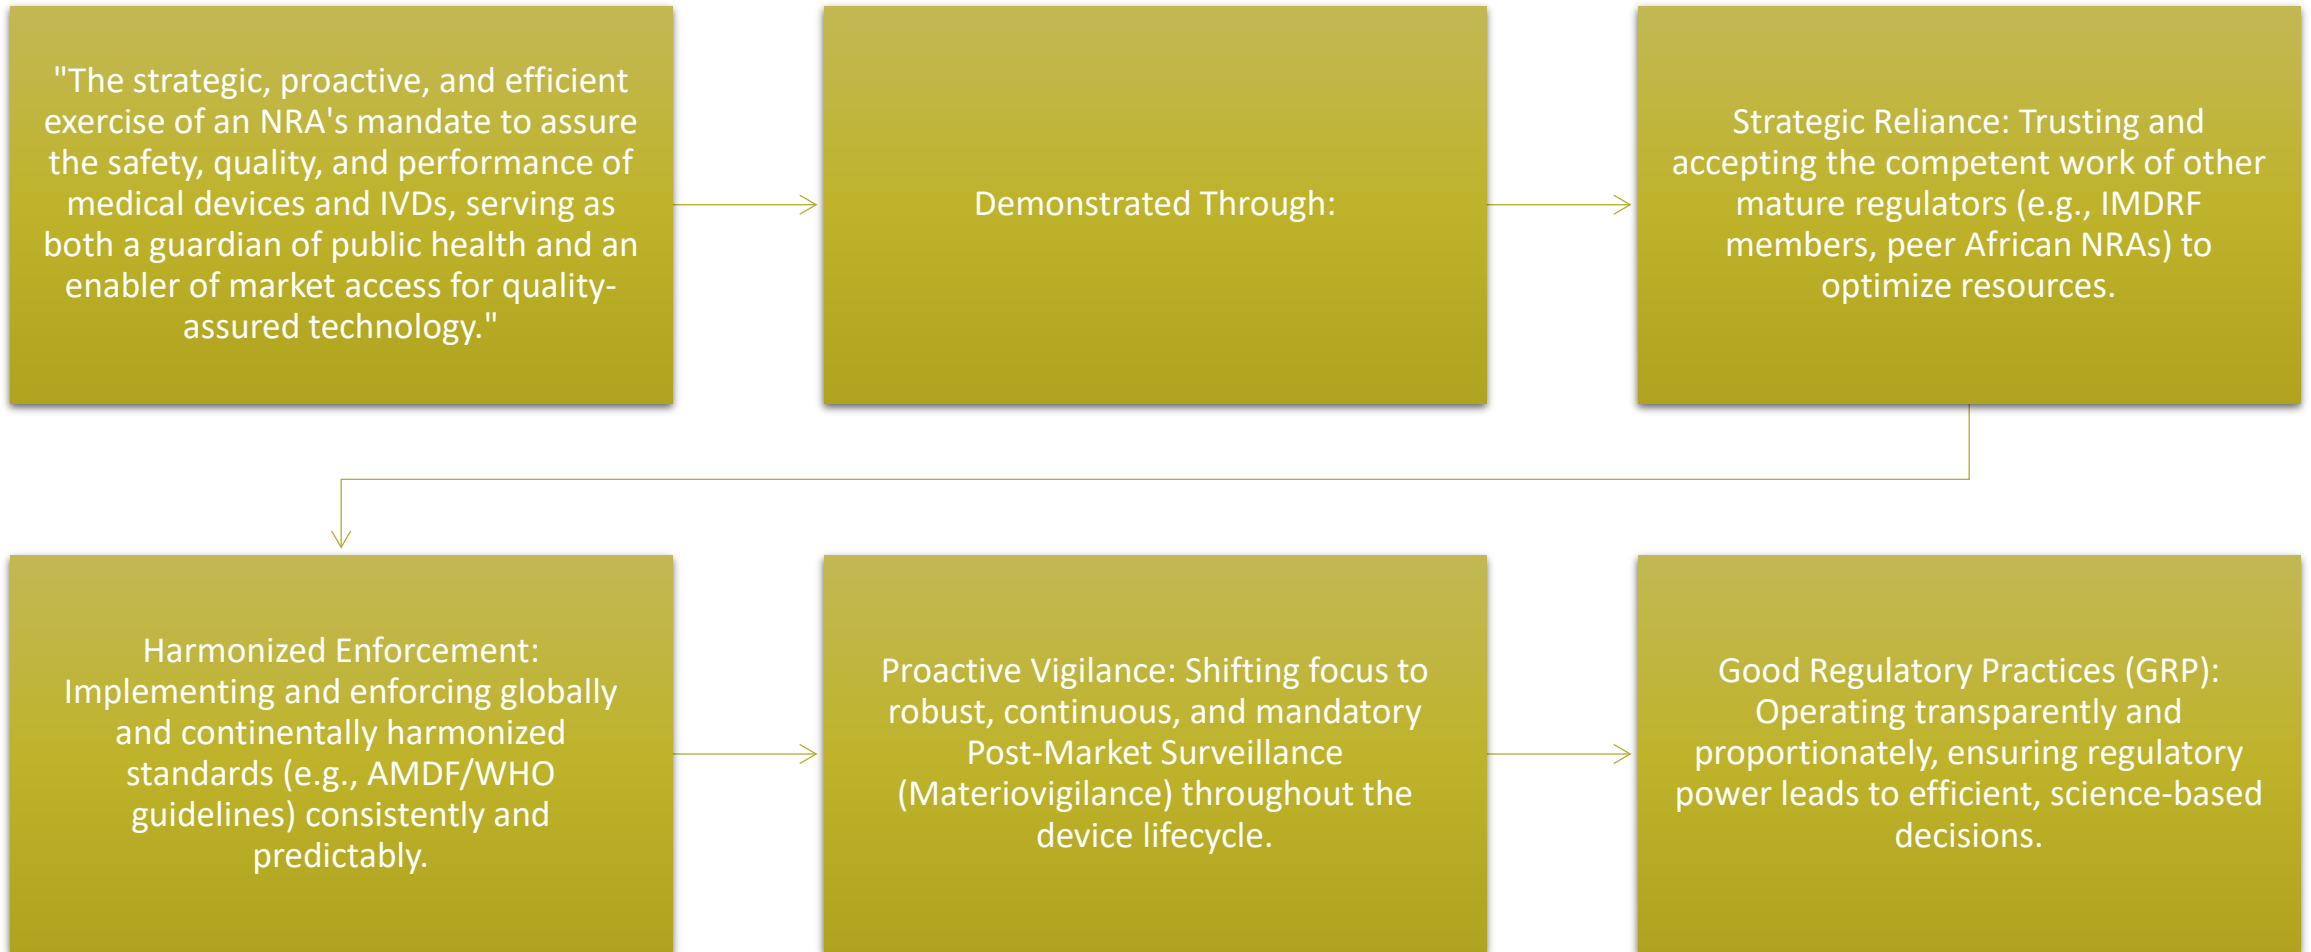 "The strategic, proactive, and efficient
exercise of an NRA's mandate to assure
the safety, quality, and performance of
medical devices and IVDs, serving as
both a guardian of public health and an
enabler of market access for quality-
assured technology."
Demonstrated Through:
Strategic Reliance: Trusting and
accepting the competent work of other
mature regulators (e.g., IMDRF
members, peer African NRAs) to
optimize resources.
Harmonized Enforcement:
Implementing and enforcing globally
and continentally harmonized
standards (e.g., AMDF/WHO
guidelines) consistently and
predictably.
Proactive Vigilance: Shifting focus to
robust, continuous, and mandatory
Post-Market Surveillance
(Materiovigilance) throughout the
device lifecycle.
Good Regulatory Practices (GRP):
Operating transparently and
proportionately, ensuring regulatory
power leads to efficient, science-based
decisions.